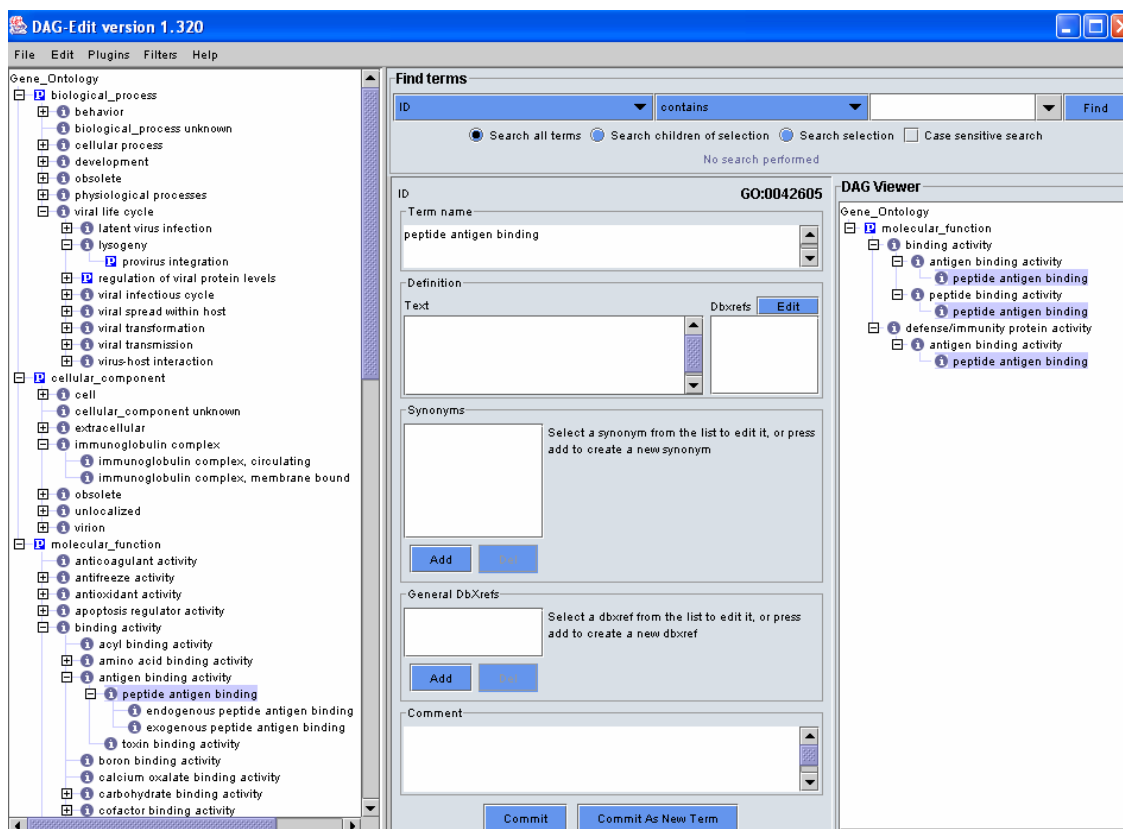 DAG-Edit version 1.320
File Edit Plugins Filters Help
Gene_Ontology
P biological_process
i behavior
i biological_process unknown
i cellular process
i development
i obsolete
i physiological processes
i viral life cycle
i latent virus infection
i lysogeny
P provirus integration
P regulation of viral protein levels
i viral infectious cycle
i viral spread within host
i viral transformation
i viral transmission
i virus-host interaction
P cellular_component
i cell
i cellular_component unknown
i extracellular
i immunoglobulin complex
i immunoglobulin complex, circulating
i immunoglobulin complex, membrane bound
i obsolete
i unlocalized
i virion
P molecular_function
i anticoagulant activity
i antifreeze activity
i antioxidant activity
i apoptosis regulator activity
i binding activity
i acyl binding activity
i amino acid binding activity
i antigen binding activity
i peptide antigen binding
i endogenous peptide antigen binding
i exogenous peptide antigen binding
i toxin binding activity
i boron binding activity
i calcium oxalate binding activity
i carbohydrate binding activity
i cofactor binding activity
Find terms
ID contains Find
Search all terms Search children of selection Search selection Case sensitive search
No search performed
ID GO:0042605
Term name
peptide antigen binding
Definition
Text Dbxrefs Edit
Synonyms
Select a synonym from the list to edit it, or press
add to create a new synonym
Add Del
General DbXrefs
Select a dbxref from the list to edit it, or press
add to create a new dbxref
Add Del
Comment
Commit Commit As New Term
DAG Viewer
Gene_Ontology
P molecular_function
i binding activity
i antigen binding activity
i peptide antigen binding
i peptide binding activity
i peptide antigen binding
i defense/immunity protein activity
i antigen binding activity
i peptide antigen binding